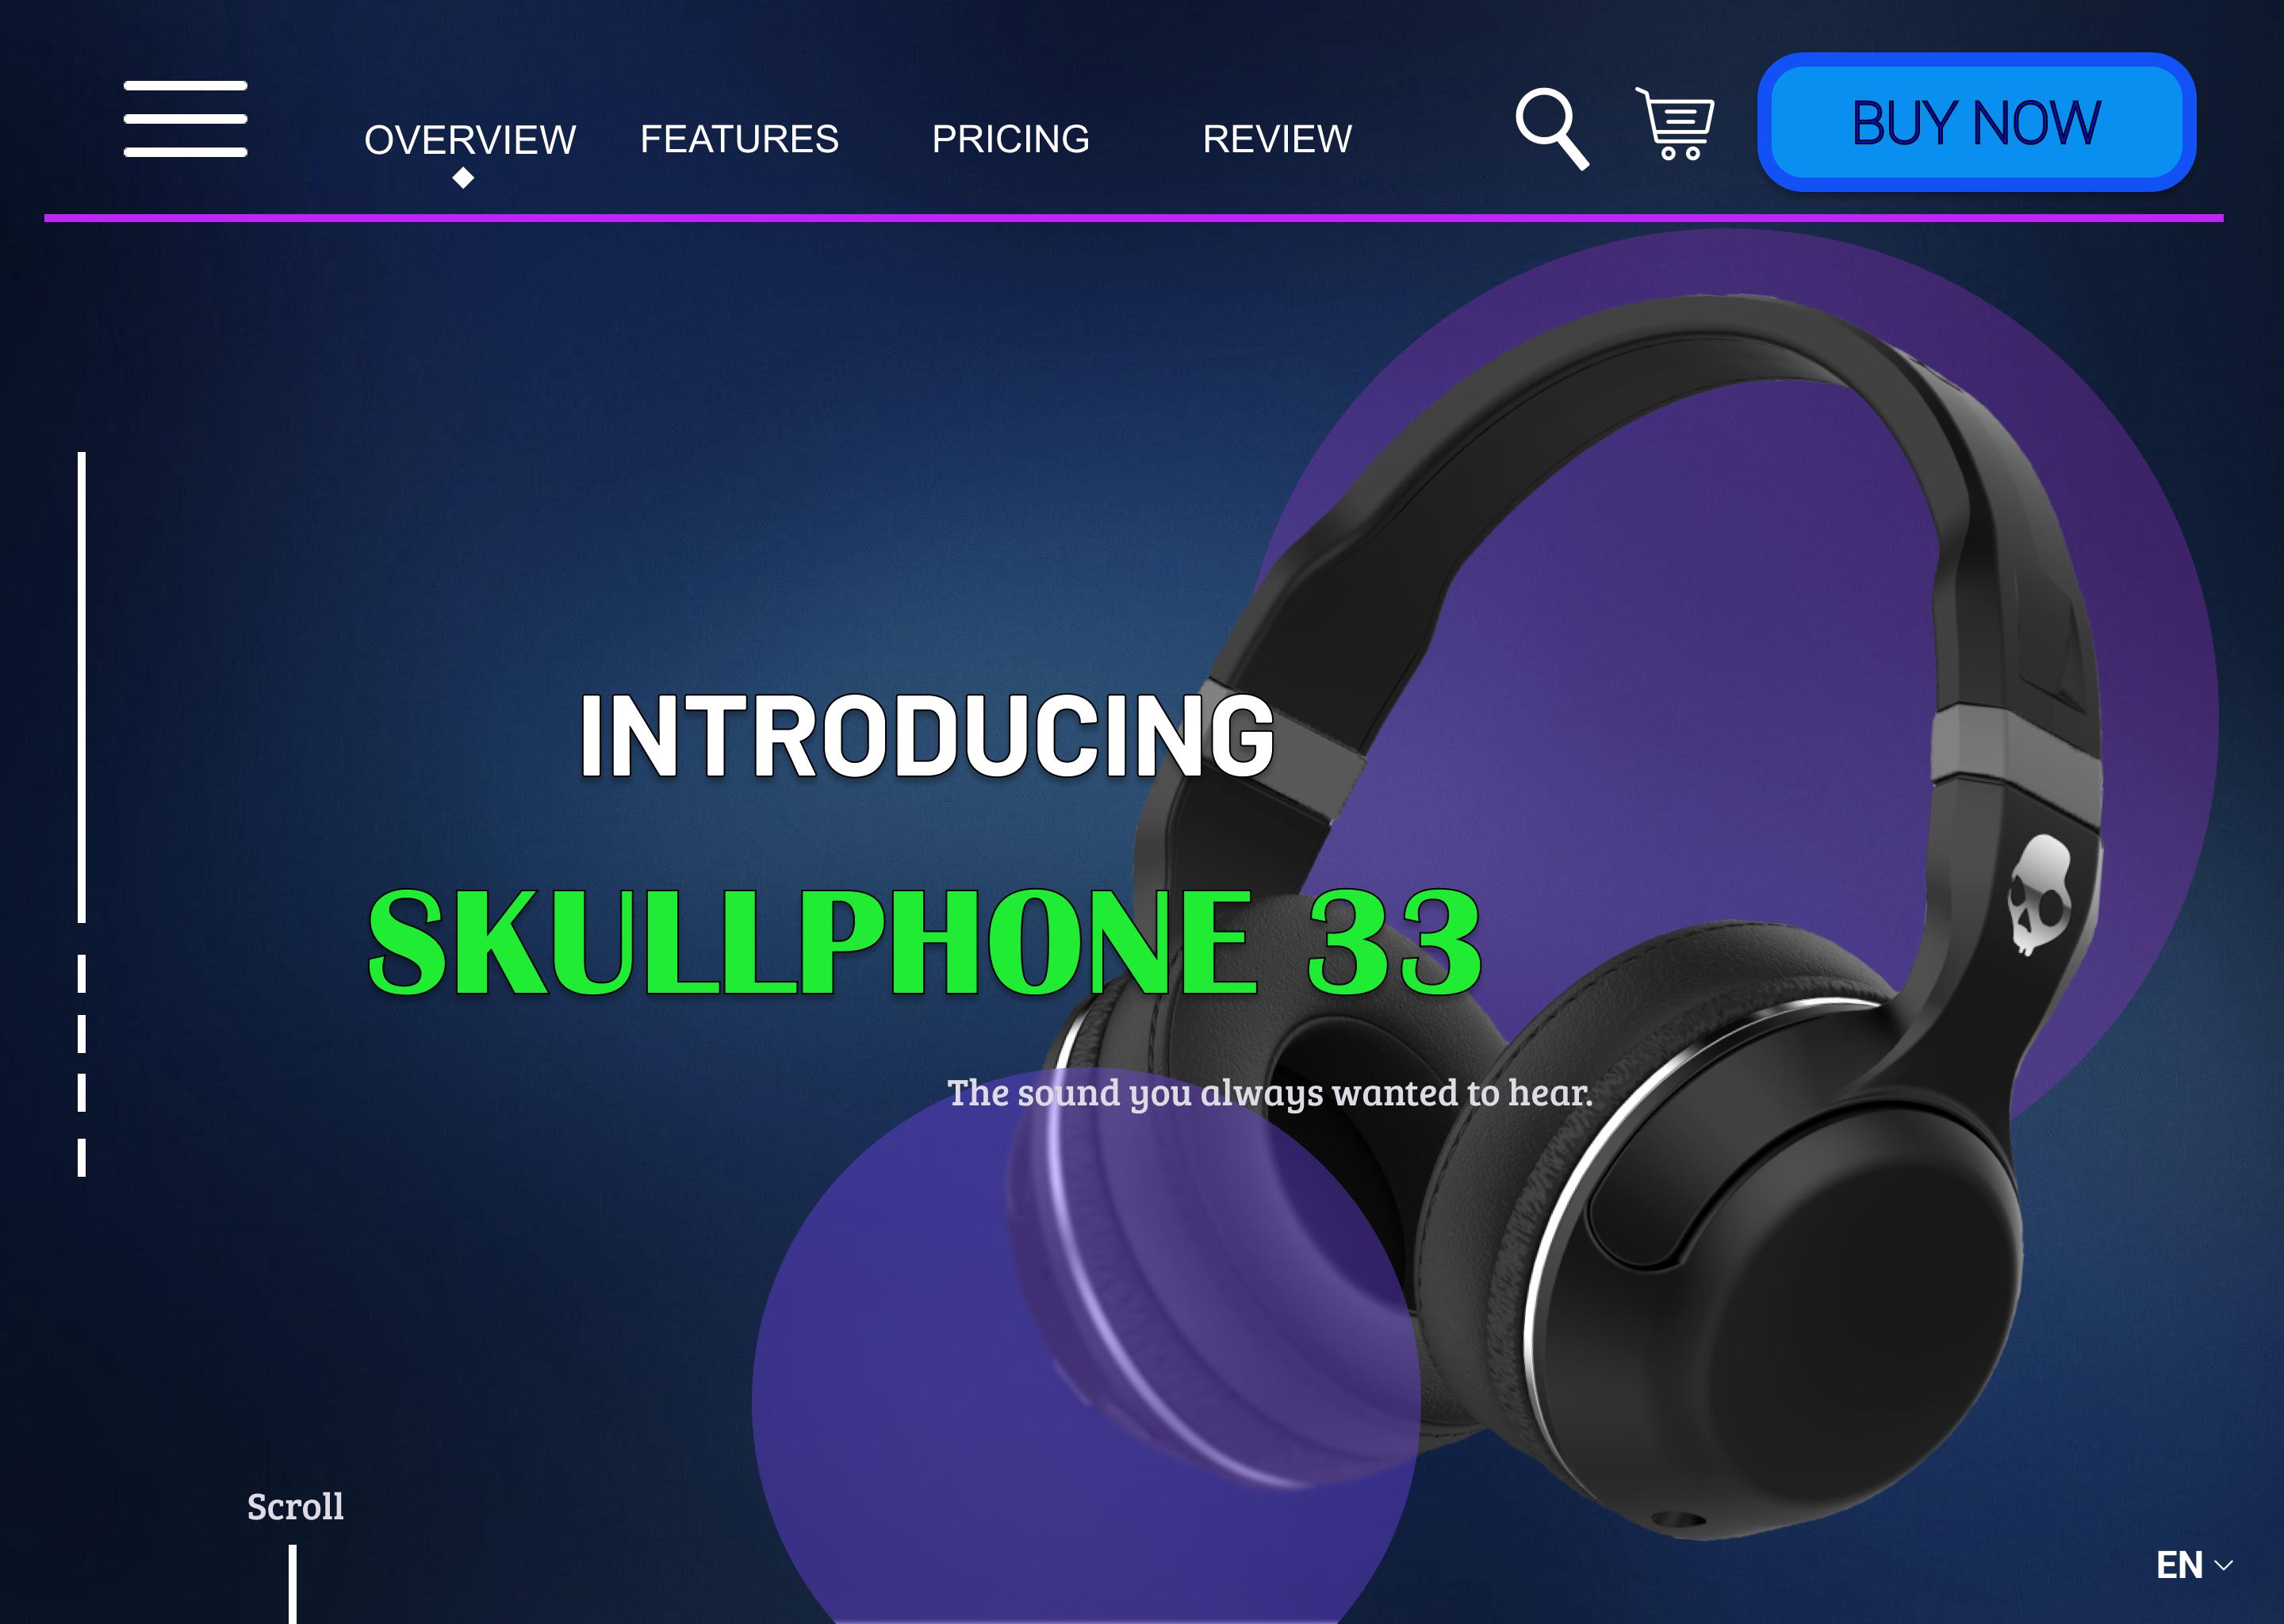 OVERVIEW FEATURES PRICING REVIEW BUY NOW
INTRODUCING
SKULLPHONE 33
The sound you always wanted to hear.
Scroll
EN